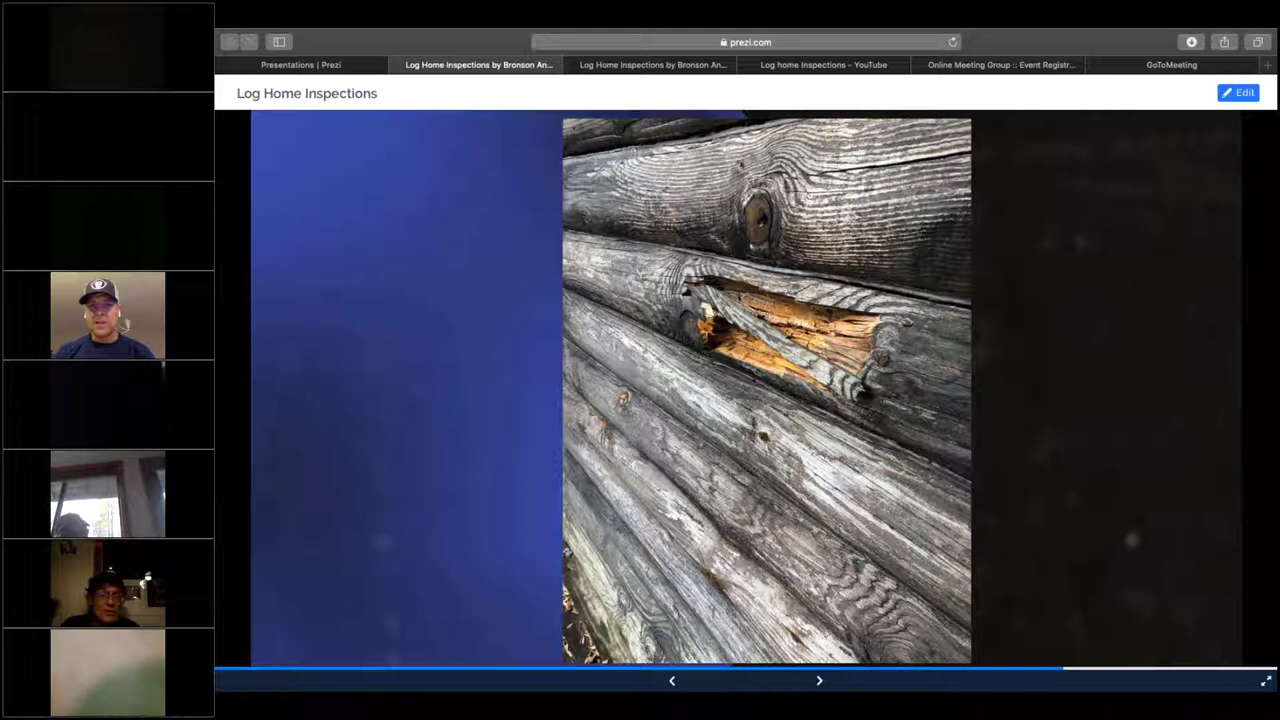 prezi.com
Presentations | Prezi
Log Home Inspections by Bronson An...
Log Home Inspections by Bronson An...
Log home Inspections - YouTube
Online Meeting Group :: Event Registr...
GoToMeeting
Log Home Inspections
Edit